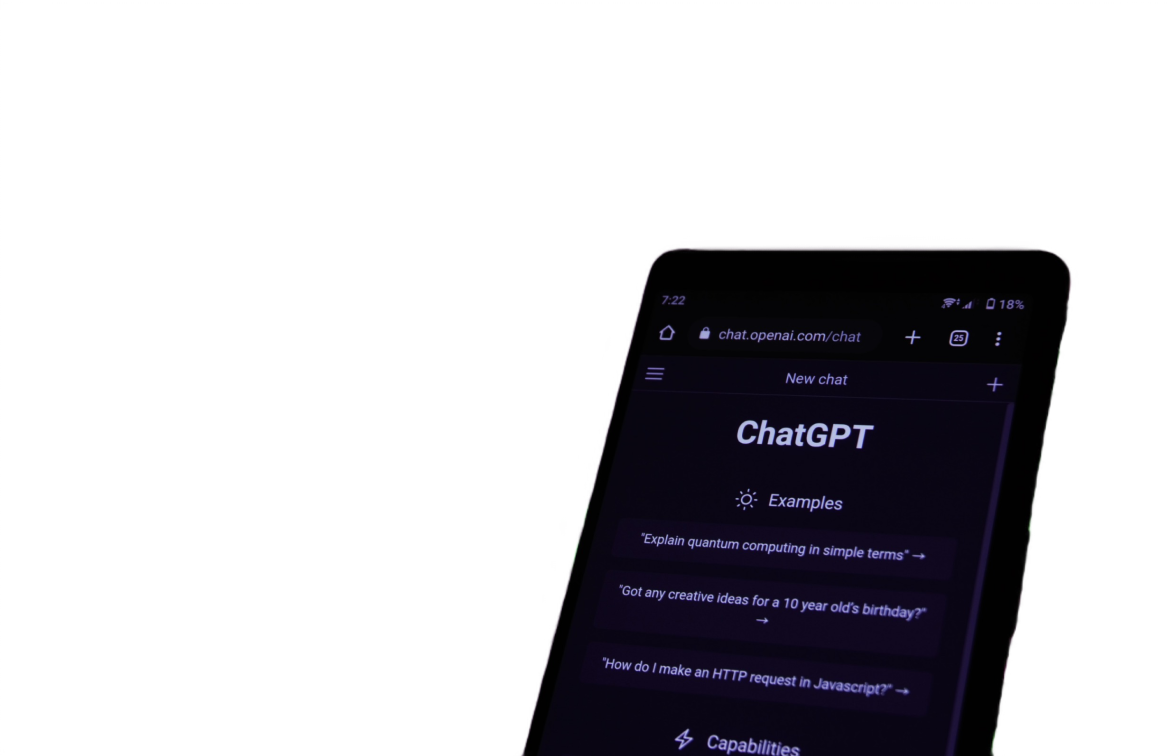 7:22 18%
chat.openai.com/chat 25
New chat
ChatGPT
Examples
"Explain quantum computing in simple terms" →
"Got any creative ideas for a 10 year old's birthday?"
→
"How do I make an HTTP request in Javascript?" →
Capabilities